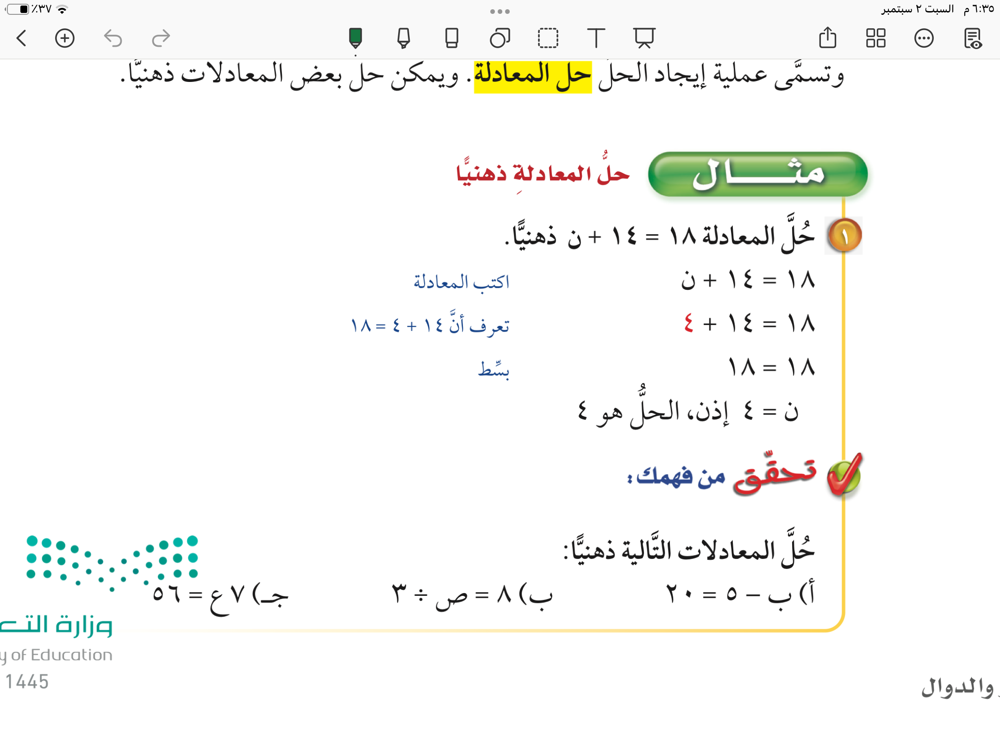 ٦:٣٥ م السبت ٢ سبتمبر
٣٧٪
وتسمَّى عملية إيجاد الحل حل المعادلة. ويمكن حل بعض المعادلات ذهنيًّا.
مثال حلُّ المعادلةِ ذهنيًّا
١ حُلَّ المعادلة ١٨ = ١٤ + ن ذهنيًّا.
١٨ = ١٤ + ن اكتب المعادلة
١٨ = ١٤ + ٤ تعرف أنَّ ١٤ + ٤ = ١٨
١٨ = ١٨ بسِّط
ن = ٤ إذن، الحلُّ هو ٤
تحقّق من فهمك:
حُلَّ المعادلات التَّالية ذهنيًّا:
أ) ب − ٥ = ٢٠ ب) ٨ = ص ÷ ٣ جـ) ٧ع = ٥٦
وزارة التعـ
y of Education
1445
والدوال